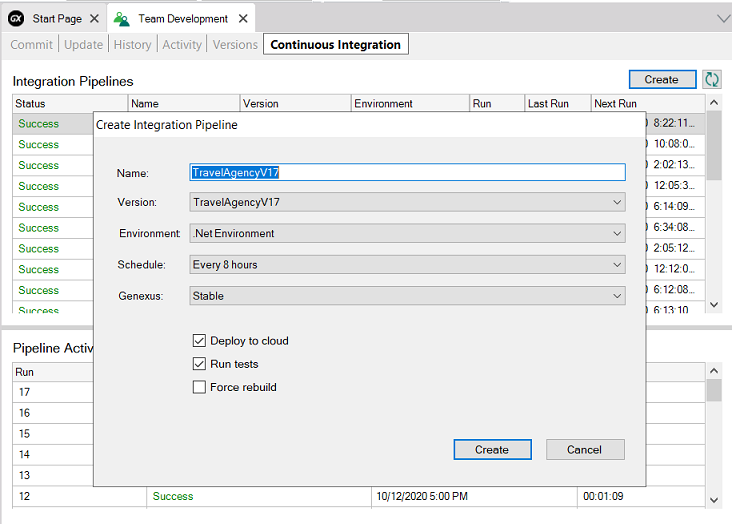 GX Start Page Team Development
Commit Update History Activity Versions Continuous Integration
Integration Pipelines Create
Status Name Version Environment Run Last Run Next Run
Success 8:22:11...
Create Integration Pipeline
Success 10:08:0...
Success 2:02:13...
Name: TravelAgencyV17
Success 12:05:3...
Version: TravelAgencyV17
Success 6:14:09...
Success 6:34:08...
Environment: .Net Environment
Success 2:05:12...
Schedule: Every 8 hours
Success 12:12:0...
Success 6:12:08...
Genexus: Stable
Success 6:13:10
Deploy to cloud
Pipeline Activ
Run tests
Run
Force rebuild
17
16
15
14
Create Cancel
13
12 Success 10/12/2020 5:00 PM 00:01:09